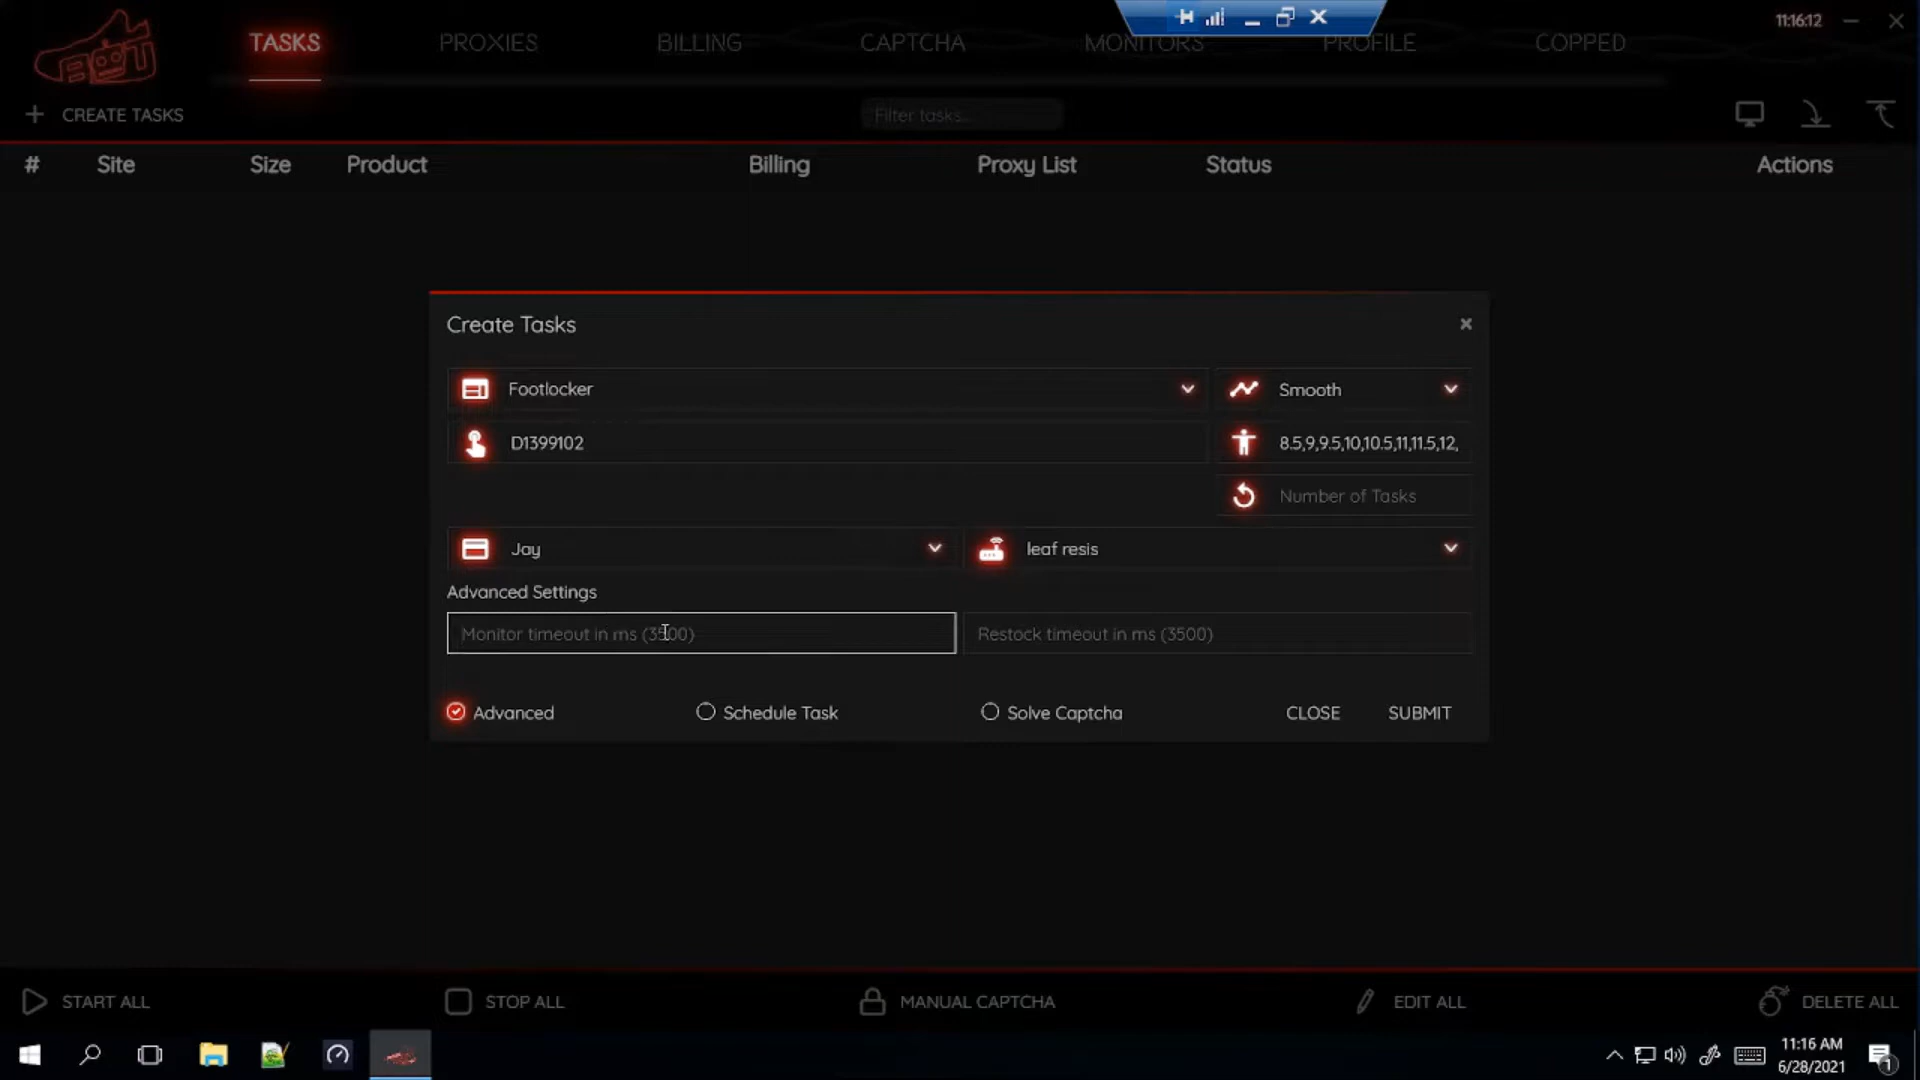 BOT
TASKS
PROXIES
BILLING
CAPTCHA
MONITORS
PROFILE
COPPED
11:16:12
CREATE TASKS
Filter tasks...
# Site Size Product Billing Proxy List Status Actions
Create Tasks
Footlocker
Smooth
D1399102
8.5,9,9.5,10,10.5,11,11.5,12,
Number of Tasks
Jay
leaf resis
Advanced Settings
Monitor timeout in ms (3500)
Restock timeout in ms (3500)
Advanced
Schedule Task
Solve Captcha
CLOSE
SUBMIT
START ALL
STOP ALL
MANUAL CAPTCHA
EDIT ALL
DELETE ALL
11:16 AM
6/28/2021
1